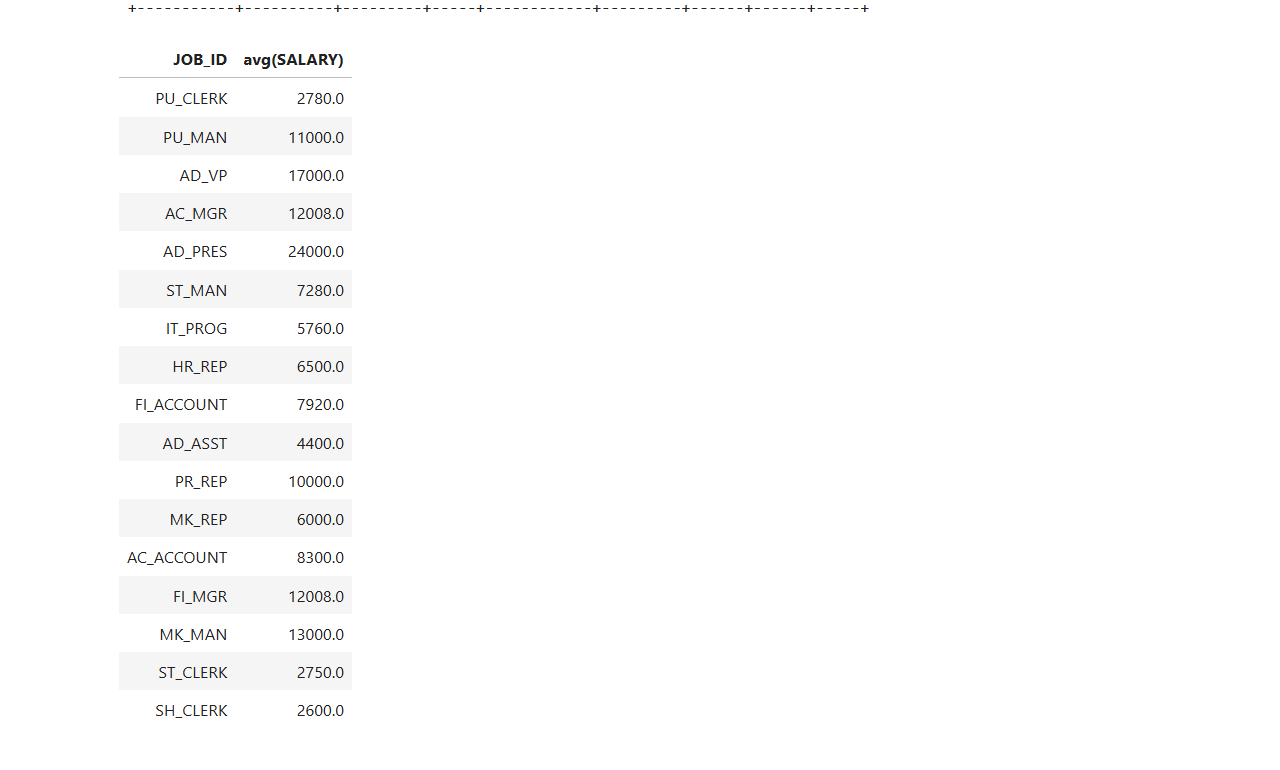 +-----------+----------+---------+-----+------------+---------+------+------+-----+
JOB_ID avg(SALARY)
PU_CLERK 2780.0
PU_MAN 11000.0
AD_VP 17000.0
AC_MGR 12008.0
AD_PRES 24000.0
ST_MAN 7280.0
IT_PROG 5760.0
HR_REP 6500.0
FI_ACCOUNT 7920.0
AD_ASST 4400.0
PR_REP 10000.0
MK_REP 6000.0
AC_ACCOUNT 8300.0
FI_MGR 12008.0
MK_MAN 13000.0
ST_CLERK 2750.0
SH_CLERK 2600.0